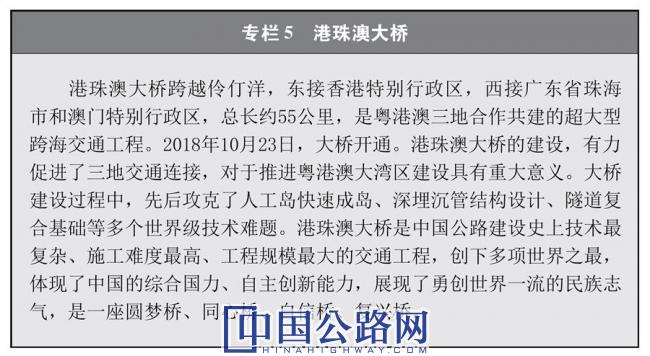 专栏5 港珠澳大桥
港珠澳大桥跨越伶仃洋，东接香港特别行政区，西接广东省珠海
市和澳门特别行政区，总长约55公里，是粤港澳三地合作共建的超大型
跨海交通工程。2018年10月23日，大桥开通。港珠澳大桥的建设，有力
促进了三地交通连接，对于推进粤港澳大湾区建设具有重大意义。大桥
建设过程中，先后攻克了人工岛快速成岛、深埋沉管结构设计、隧道复
合基础等多个世界级技术难题。港珠澳大桥是中国公路建设史上技术最
复杂、施工难度最高、工程规模最大的交通工程，创下多项世界之最，
体现了中国的综合国力、自主创新能力，展现了勇创世界一流的民族志
气，是一座圆梦桥、同心桥、自信桥、复兴桥。
中国公路网
HINAHIGHWAY.COM